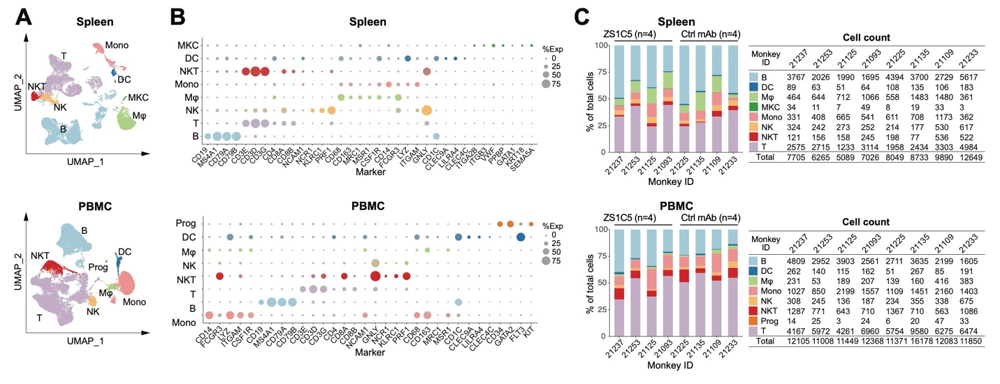 A
Spleen
UMAP_2
T
Mono
DC
NKT
NK
MKC
Mφ
B
UMAP_1
PBMC
UMAP_2
B
NKT
DC
Prog
Mφ
NK
Mono
T
UMAP_1
B
Spleen
MKC
DC
NKT
Mono
Mφ
NK
T
B
%Exp
0
25
50
75
CD19 MS4A1 CD79A CD79B CD3E CD3D CD3G CD4 CD8A CD8B NCAM1 NCR1 KLRC1 PRF1 CD68 CD163 MRC1 MSR1 CSF1R CD14 FCGR3 LYZ ITGAM GNLY CD1C CLEC9A LILRA4 CLEC4C ITGA2B ITGB3 VWF PPBP GATA1 KRT18 SEMA5A
Marker
PBMC
Prog
DC
Mφ
NK
NKT
T
B
Mono
%Exp
0
25
50
75
CD14 FCGR3 LYZ ITGAM CSF1R CD19 MS4A1 CD79A CD79B CD3E CD3D CD3G CD4 CD8A CD8B NCAM1 GNLY NCR1 KLRC1 PRF1 CD68 CD163 MRC1 MSR1 CD1C CLEC9A LILRA4 CLEC4C CD34 GATA2 FLT3 KIT
Marker
C
Spleen
ZS1C5 (n=4) Ctrl mAb (n=4)
% of total cells
100
75
50
25
0
21237 21253 21125 21093 21225 21135 21109 21233
Monkey ID
Cell count
Monkey ID 21237 21253 21125 21093 21225 21135 21109 21233
B 3767 2026 1990 1695 4394 3700 2729 5617
DC 89 63 51 64 108 135 106 183
Mφ 464 644 712 1066 558 1483 1480 361
MKC 34 11 7 49 8 19 33 3
Mono 331 408 665 541 611 708 1173 362
NK 324 242 273 252 214 177 530 617
NKT 121 156 158 245 198 77 536 522
T 2575 2715 1233 3114 1958 2434 3303 4984
Total 7705 6265 5089 7026 8049 8733 9890 12649
PBMC
ZS1C5 (n=4) Ctrl mAb (n=4)
% of total cells
100
75
50
25
0
21237 21253 21125 21093 21225 21135 21109 21233
Monkey ID
Cell count
Monkey ID 21237 21253 21125 21093 21225 21135 21109 21233
B 4809 2952 3903 2561 2711 3635 2199 1605
DC 262 140 115 162 51 267 85 191
Mφ 231 53 189 207 139 160 416 383
Mono 1027 850 2199 1557 1109 1451 2160 1403
NK 308 245 136 187 234 355 338 675
NKT 1287 771 643 710 1367 710 563 1086
Prog 14 25 3 24 6 20 47 33
T 4167 5972 4261 6960 5754 9580 6275 6474
Total 12105 11008 11449 12368 11371 16178 12083 11850